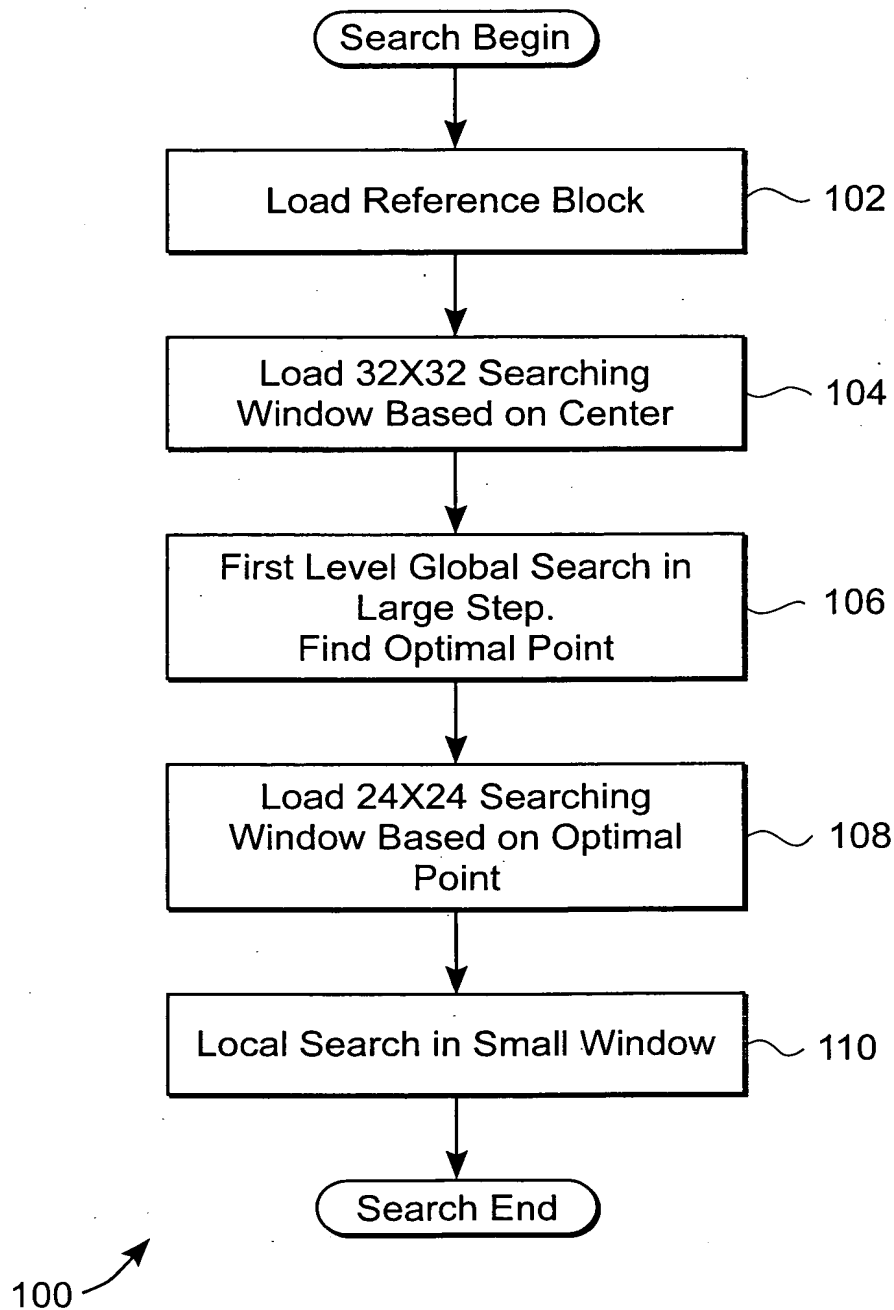 Search Begin
Load Reference Block
102
Load 32X32 Searching
Window Based on Center
104
First Level Global Search in
Large Step.
Find Optimal Point
106
Load 24X24 Searching
Window Based on Optimal
Point
108
Local Search in Small Window
110
Search End
100